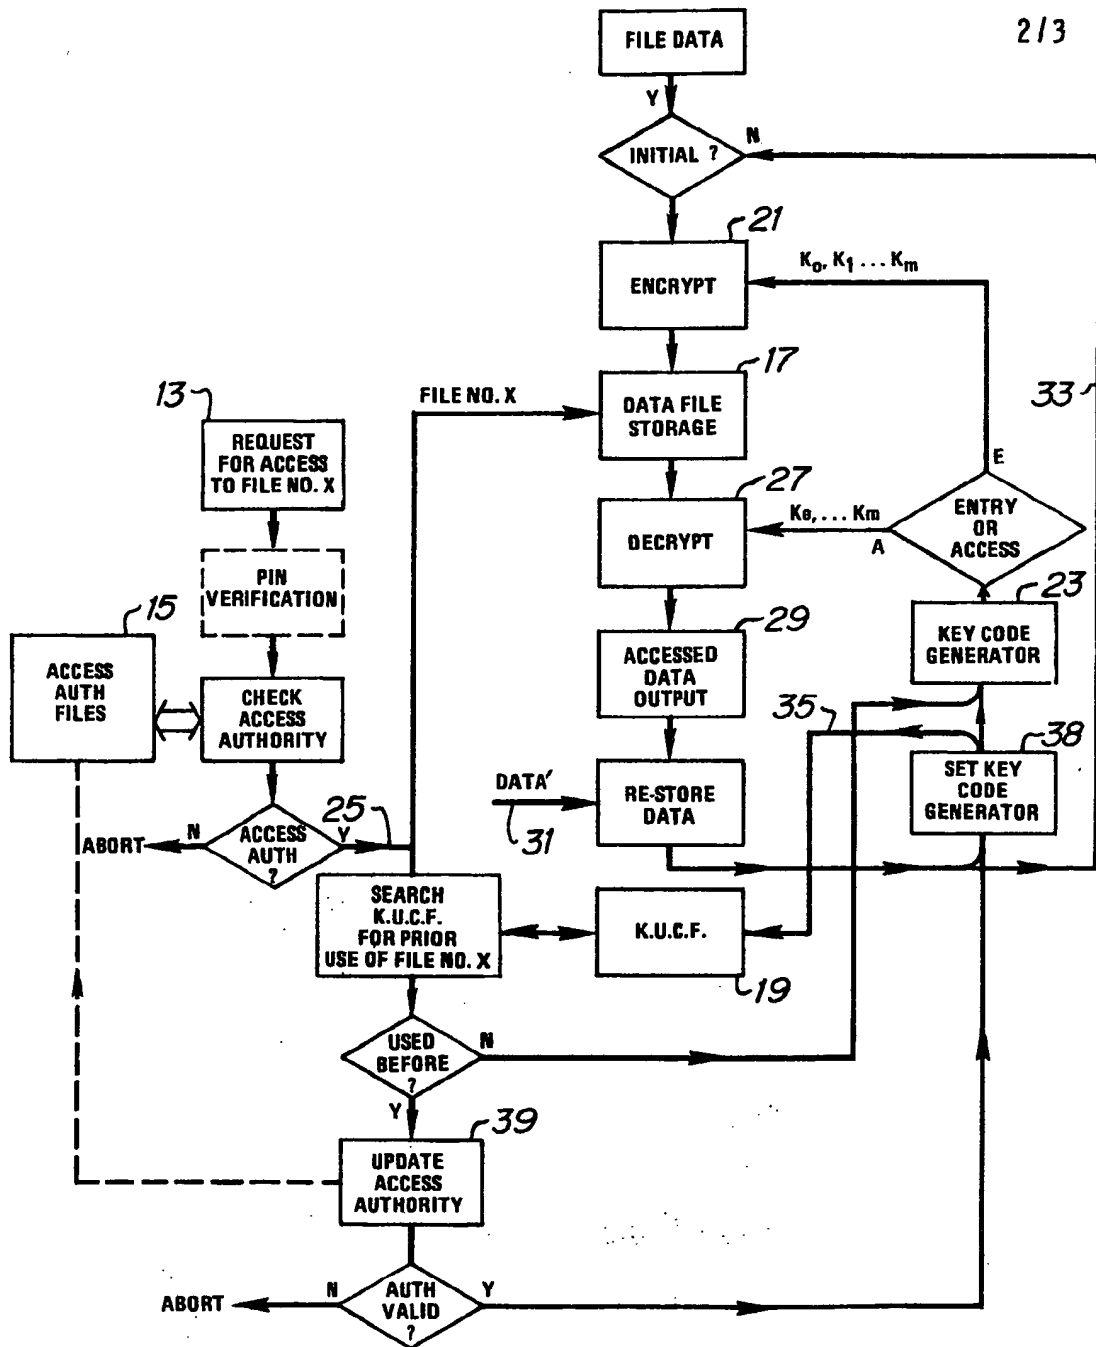 2/3
FILE DATA
Y
INITIAL ?
N
21
ENCRYPT
K₀, K₁ ... Kₘ
17
FILE NO. X
DATA FILE
STORAGE
33
13
REQUEST
FOR ACCESS
TO FILE NO. X
27
DECRYPT
Ke, ... Km
A
E
ENTRY
OR
ACCESS
PIN
VERIFICATION
15
ACCESS
AUTH
FILES
23
KEY CODE
GENERATOR
29
ACCESSED
DATA
OUTPUT
CHECK
ACCESS
AUTHORITY
35
38
SET KEY
CODE
GENERATOR
DATA′
31
RE-STORE
DATA
ABORT
N
ACCESS
AUTH
?
Y
25
SEARCH
K.U.C.F.
FOR PRIOR
USE OF FILE NO. X
K.U.C.F.
19
USED
BEFORE
?
N
Y
39
UPDATE
ACCESS
AUTHORITY
ABORT
N
AUTH
VALID
?
Y